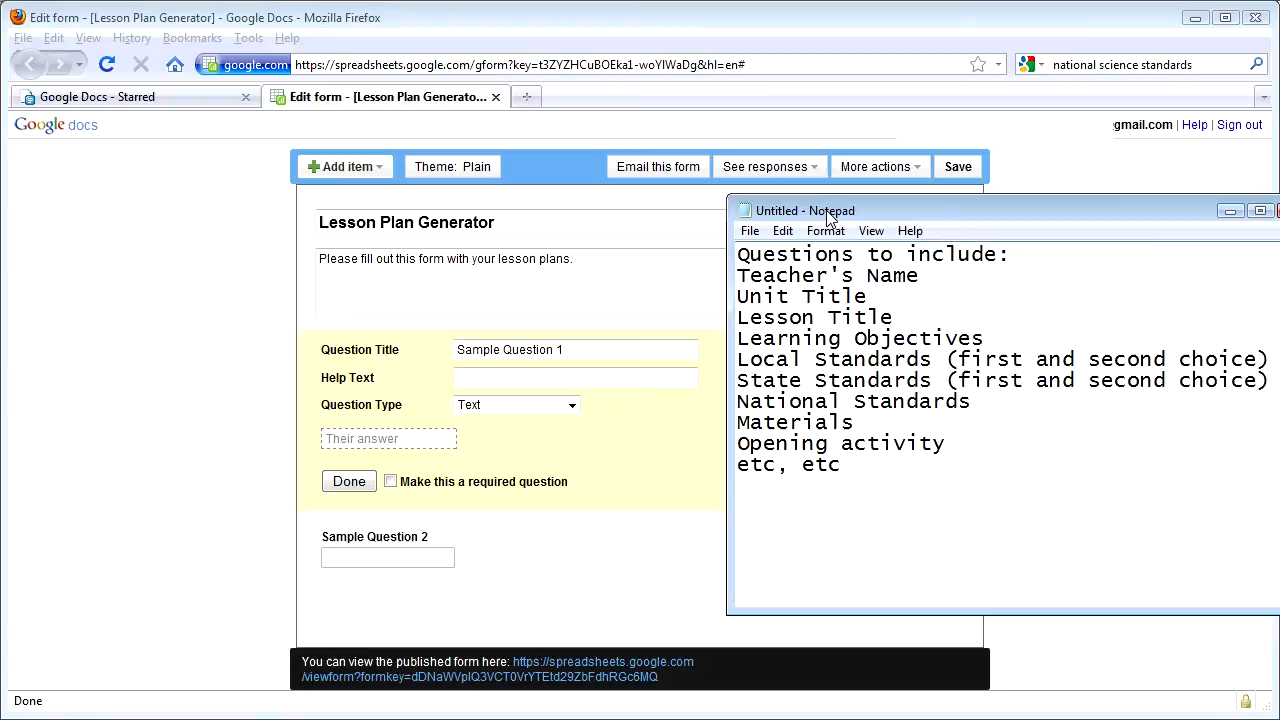 Edit form - [Lesson Plan Generator] - Google Docs - Mozilla Firefox
File Edit View History Bookmarks Tools Help
google.com https://spreadsheets.google.com/gform?key=t3ZYZHCuBOEka1-woYIWaDg&hl=en# national science standards
Google Docs - Starred Edit form - [Lesson Plan Generato...
Google docs gmail.com | Help | Sign out
Add item Theme: Plain Email this form See responses More actions Save
Lesson Plan Generator
Please fill out this form with your lesson plans.
Question Title Sample Question 1
Help Text
Question Type Text
Their answer
Done Make this a required question
Sample Question 2
You can view the published form here: https://spreadsheets.google.com
/viewform?formkey=dDNaWVplQ3VCT0VrYTEtd29ZbFdhRGc6MQ
Done
Untitled - Notepad
File Edit Format View Help
Questions to include:
Teacher's Name
Unit Title
Lesson Title
Learning Objectives
Local Standards (first and second choice)
State Standards (first and second choice)
National Standards
Materials
Opening activity
etc, etc